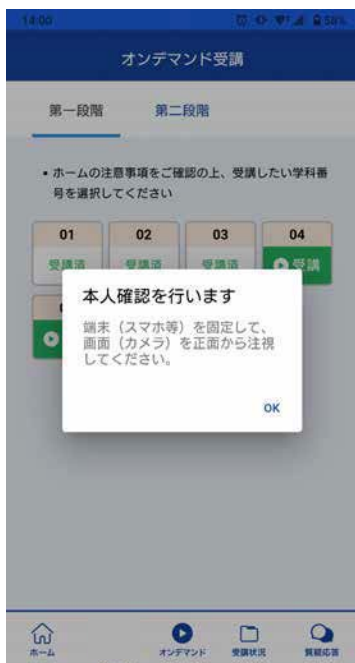 14:00
58%
オンデマンド受講
第一段階
第二段階
• ホームの注意事項をご確認の上、受講したい学科番
号を選択してください
01
02
03
04
受講済
受講済
受講済
受講
本人確認を行います
端末（スマホ等）を固定して、
画面（カメラ）を正面から注視
してください。
OK
ホーム
オンデマンド
受講状況
質疑応答